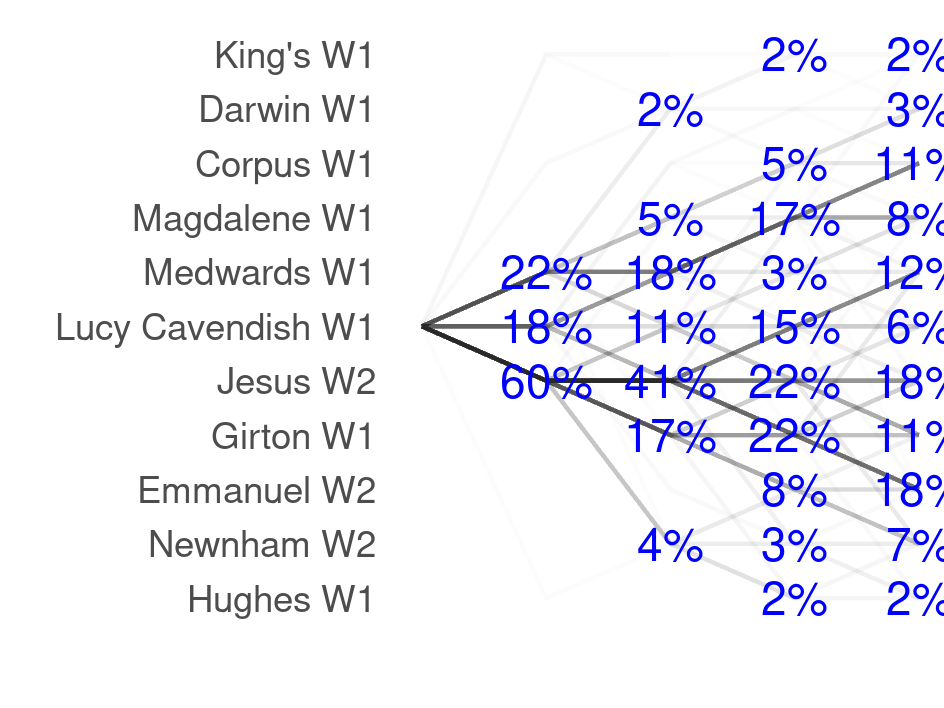 King's W1 2% 2%
Darwin W1 2% 3%
Corpus W1 5% 11%
Magdalene W1 5% 17% 8%
Medwards W1 22% 18% 3% 12%
Lucy Cavendish W1 18% 11% 15% 6%
Jesus W2 60% 41% 22% 18%
Girton W1 17% 22% 11%
Emmanuel W2 8% 18%
Newnham W2 4% 3% 7%
Hughes W1 2% 2%